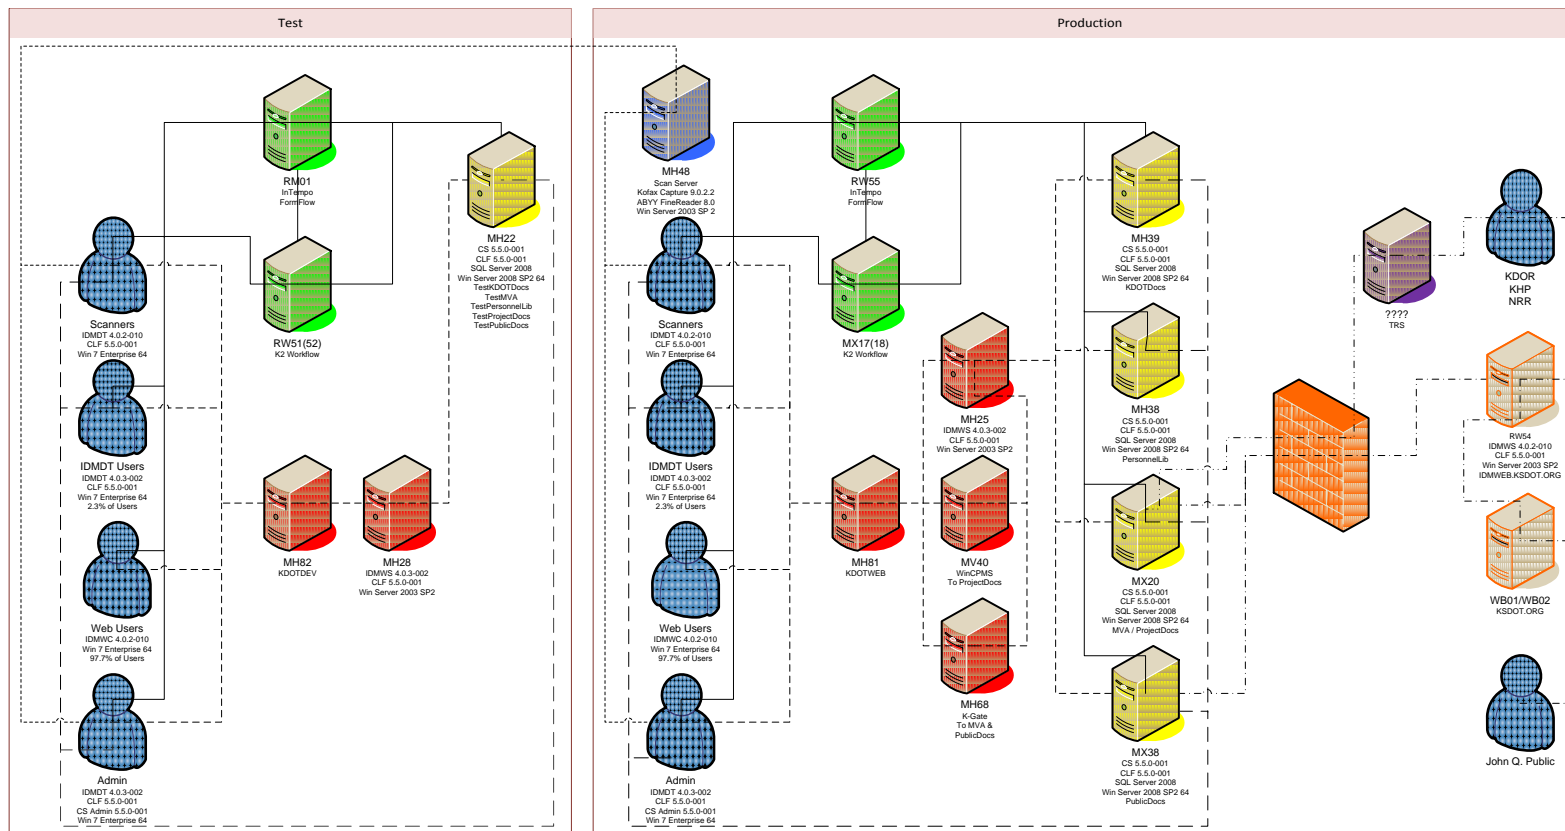 Test
RM01
InTempo
FormFlow
MH22
CS 5.5.0-001
CLF 5.5.0-001
SQL Server 2008
Win Server 2008 SP2 64
TestKDOTDocs
TestMVA
TestPersonnelLib
TestProjectDocs
TestPublicDocs
Scanners
IDMDT 4.0.2-010
CLF 5.5.0-001
Win 7 Enterprise 64
RW51(52)
K2 Workflow
IDMDT Users
IDMDT 4.0.3-002
CLF 5.5.0-001
Win 7 Enterprise 64
2.3% of Users
MH82
KDOTDEV
MH28
IDMWS 4.0.3-002
CLF 5.5.0-001
Win Server 2003 SP2
Web Users
IDMWC 4.0.2-010
Win 7 Enterprise 64
97.7% of Users
Admin
IDMDT 4.0.3-002
CLF 5.5.0-001
CS Admin 5.5.0-001
Win 7 Enterprise 64
Production
MH48
Scan Server
Kofax Capture 9.0.2.2
ABYY FineReader 8.0
Win Server 2003 SP 2
RW55
InTempo
FormFlow
MH39
CS 5.5.0-001
CLF 5.5.0-001
SQL Server 2008
Win Server 2008 SP2 64
KDOTDocs
Scanners
IDMDT 4.0.2-010
CLF 5.5.0-001
Win 7 Enterprise 64
MX17(18)
K2 Workflow
MH25
IDMWS 4.0.3-002
CLF 5.5.0-001
Win Server 2003 SP2
MH38
CS 5.5.0-001
CLF 5.5.0-001
SQL Server 2008
Win Server 2008 SP2 64
PersonnelLib
IDMDT Users
IDMDT 4.0.3-002
CLF 5.5.0-001
Win 7 Enterprise 64
2.3% of Users
MH81
KDOTWEB
MV40
WinCPMS
To ProjectDocs
MX20
CS 5.5.0-001
CLF 5.5.0-001
SQL Server 2008
Win Server 2008 SP2 64
MVA / ProjectDocs
Web Users
IDMWC 4.0.2-010
Win 7 Enterprise 64
97.7% of Users
MH68
K-Gate
To MVA &
PublicDocs
MX38
CS 5.5.0-001
CLF 5.5.0-001
SQL Server 2008
Win Server 2008 SP2 64
PublicDocs
Admin
IDMDT 4.0.3-002
CLF 5.5.0-001
CS Admin 5.5.0-001
Win 7 Enterprise 64
????
TRS
KDOR
KHP
NRR
RW54
IDMWS 4.0.2-010
CLF 5.5.0-001
Win Server 2003 SP2
IDMWEB.KSDOT.ORG
WB01/WB02
KSDOT.ORG
John Q. Public